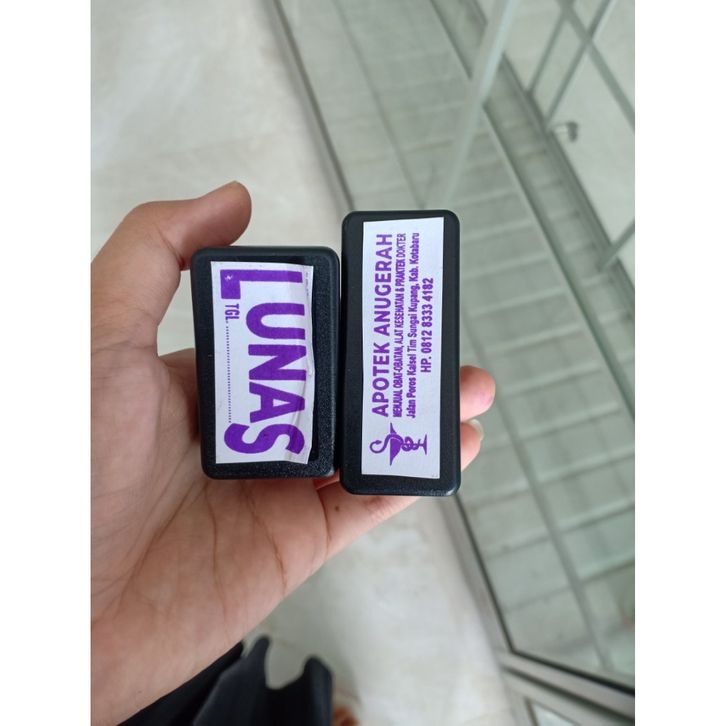 LUNAS
TGL. ....................
APOTEK ANUGERAH
MENJUAL OBAT-OBATAN, ALAT KESEHATAN & PRAKTEK DOKTER
Jalan Poros Kalsel Tim Sungai Kupang, Kab. Kotabaru
HP. 0812 8333 4182